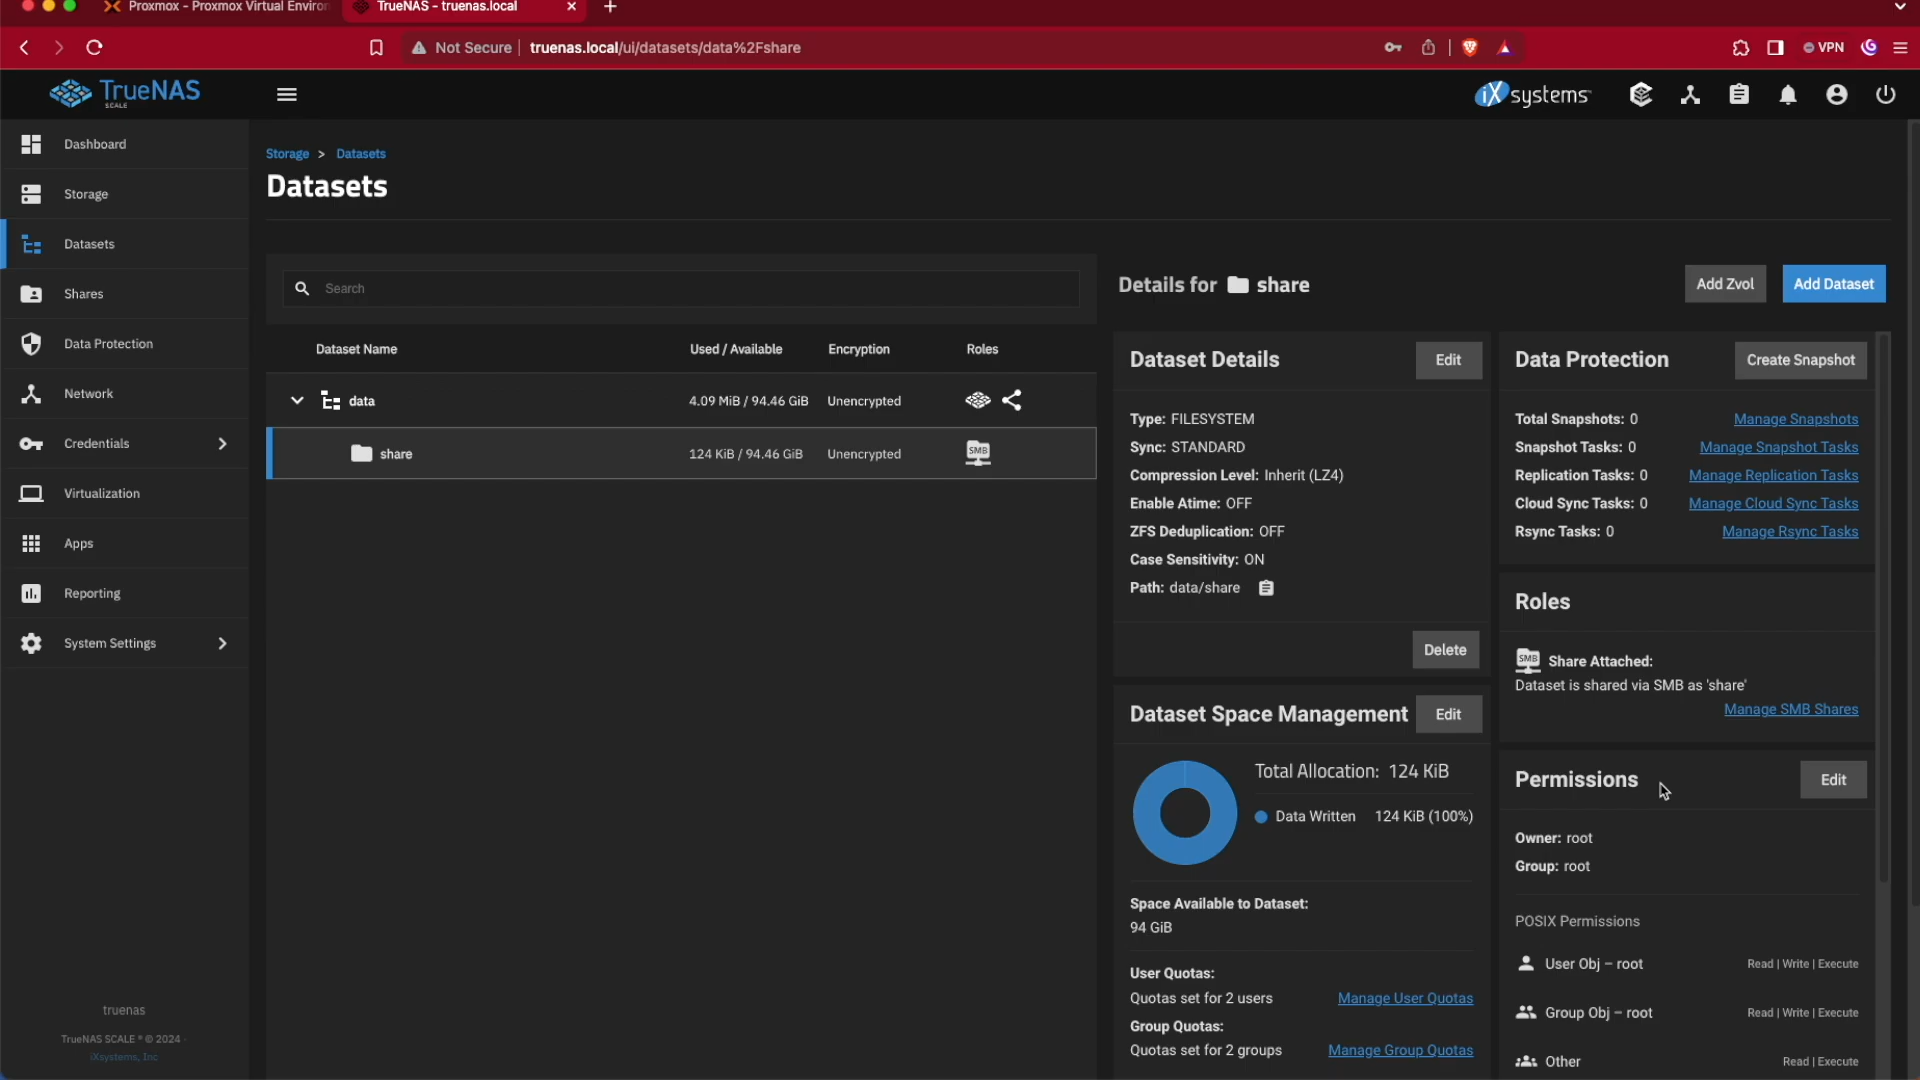 Proxmox - Proxmox Virtual Environ
TrueNAS - truenas.local
Not Secure
truenas.local/ui/datasets/data%2Fshare
VPN
TrueNAS
SCALE
iXsystems
Dashboard
Storage
Datasets
Shares
Data Protection
Network
Credentials
Virtualization
Apps
Reporting
System Settings
truenas
TrueNAS SCALE ® © 2024 -
iXsystems, Inc
Storage > Datasets
Datasets
Search
Dataset Name Used / Available Encryption Roles
data 4.09 MiB / 94.46 GiB Unencrypted
share 124 KiB / 94.46 GiB Unencrypted SMB
Details for share
Add Zvol
Add Dataset
Dataset Details
Edit
Type: FILESYSTEM
Sync: STANDARD
Compression Level: Inherit (LZ4)
Enable Atime: OFF
ZFS Deduplication: OFF
Case Sensitivity: ON
Path: data/share
Delete
Dataset Space Management
Edit
Total Allocation: 124 KiB
Data Written 124 KiB (100%)
Space Available to Dataset:
94 GiB
User Quotas:
Quotas set for 2 users Manage User Quotas
Group Quotas:
Quotas set for 2 groups Manage Group Quotas
Data Protection
Create Snapshot
Total Snapshots: 0 Manage Snapshots
Snapshot Tasks: 0 Manage Snapshot Tasks
Replication Tasks: 0 Manage Replication Tasks
Cloud Sync Tasks: 0 Manage Cloud Sync Tasks
Rsync Tasks: 0 Manage Rsync Tasks
Roles
SMB Share Attached:
Dataset is shared via SMB as 'share'
Manage SMB Shares
Permissions
Edit
Owner: root
Group: root
POSIX Permissions
User Obj – root Read | Write | Execute
Group Obj – root Read | Write | Execute
Other Read | Execute